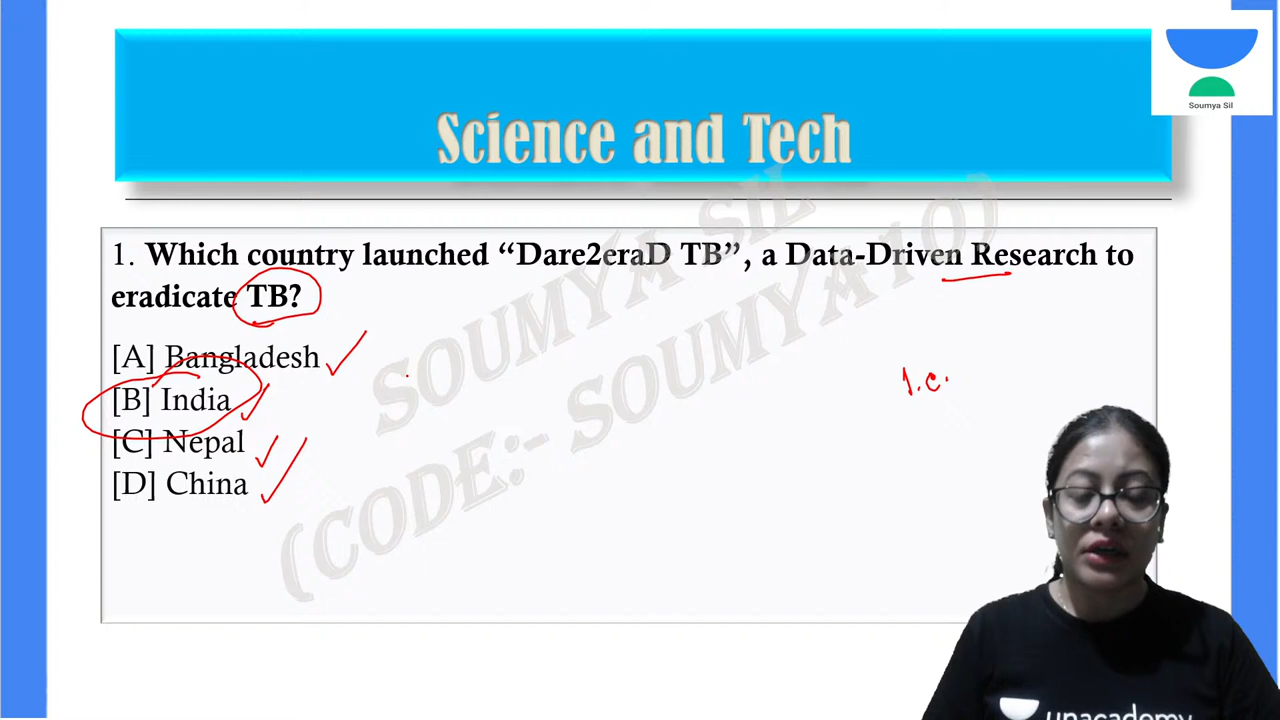 Soumya Sil
Science and Tech
1. Which country launched “Dare2eraD TB”, a Data-Driven Research to
eradicate TB?
[A] Bangladesh
[B] India
[C] Nepal
[D] China
1.c.
SOUMYA SIL
(CODE:- SOUMYA10)
unacademy